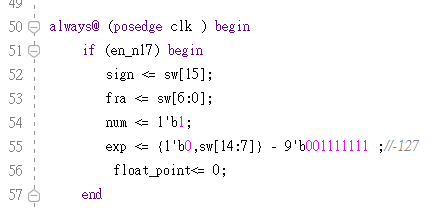 49
50 always@ (posedge clk ) begin
51 if (en_n17) begin
52 sign <= sw[15];
53 fra <= sw[6:0];
54 num <= 1'b1;
55 exp <= {1'b0,sw[14:7]} - 9'b001111111 ;//-127
56 float_point<= 0;
57 end